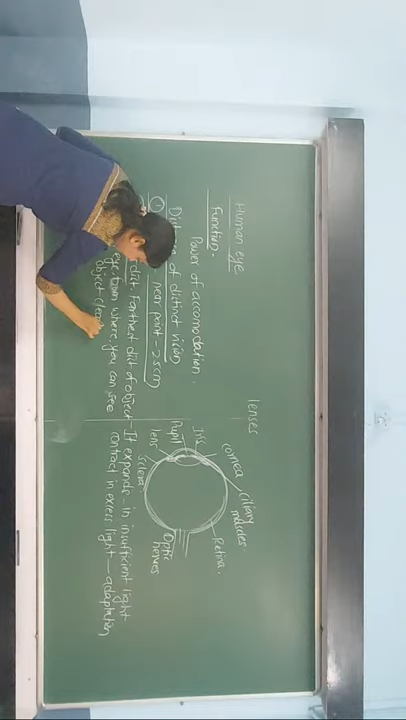 Human eye
Function.
Power of accomodation.
of distinct vision
① near point - 25cm
dist. Farthest dist of object
eye from where you can see
object
lenses
cornea
ciliary
muscles
Iris
Pupil
lens
sclera
Retina.
Optic
nerves
It expands - in insufficient light
contract in excess light - adaptation